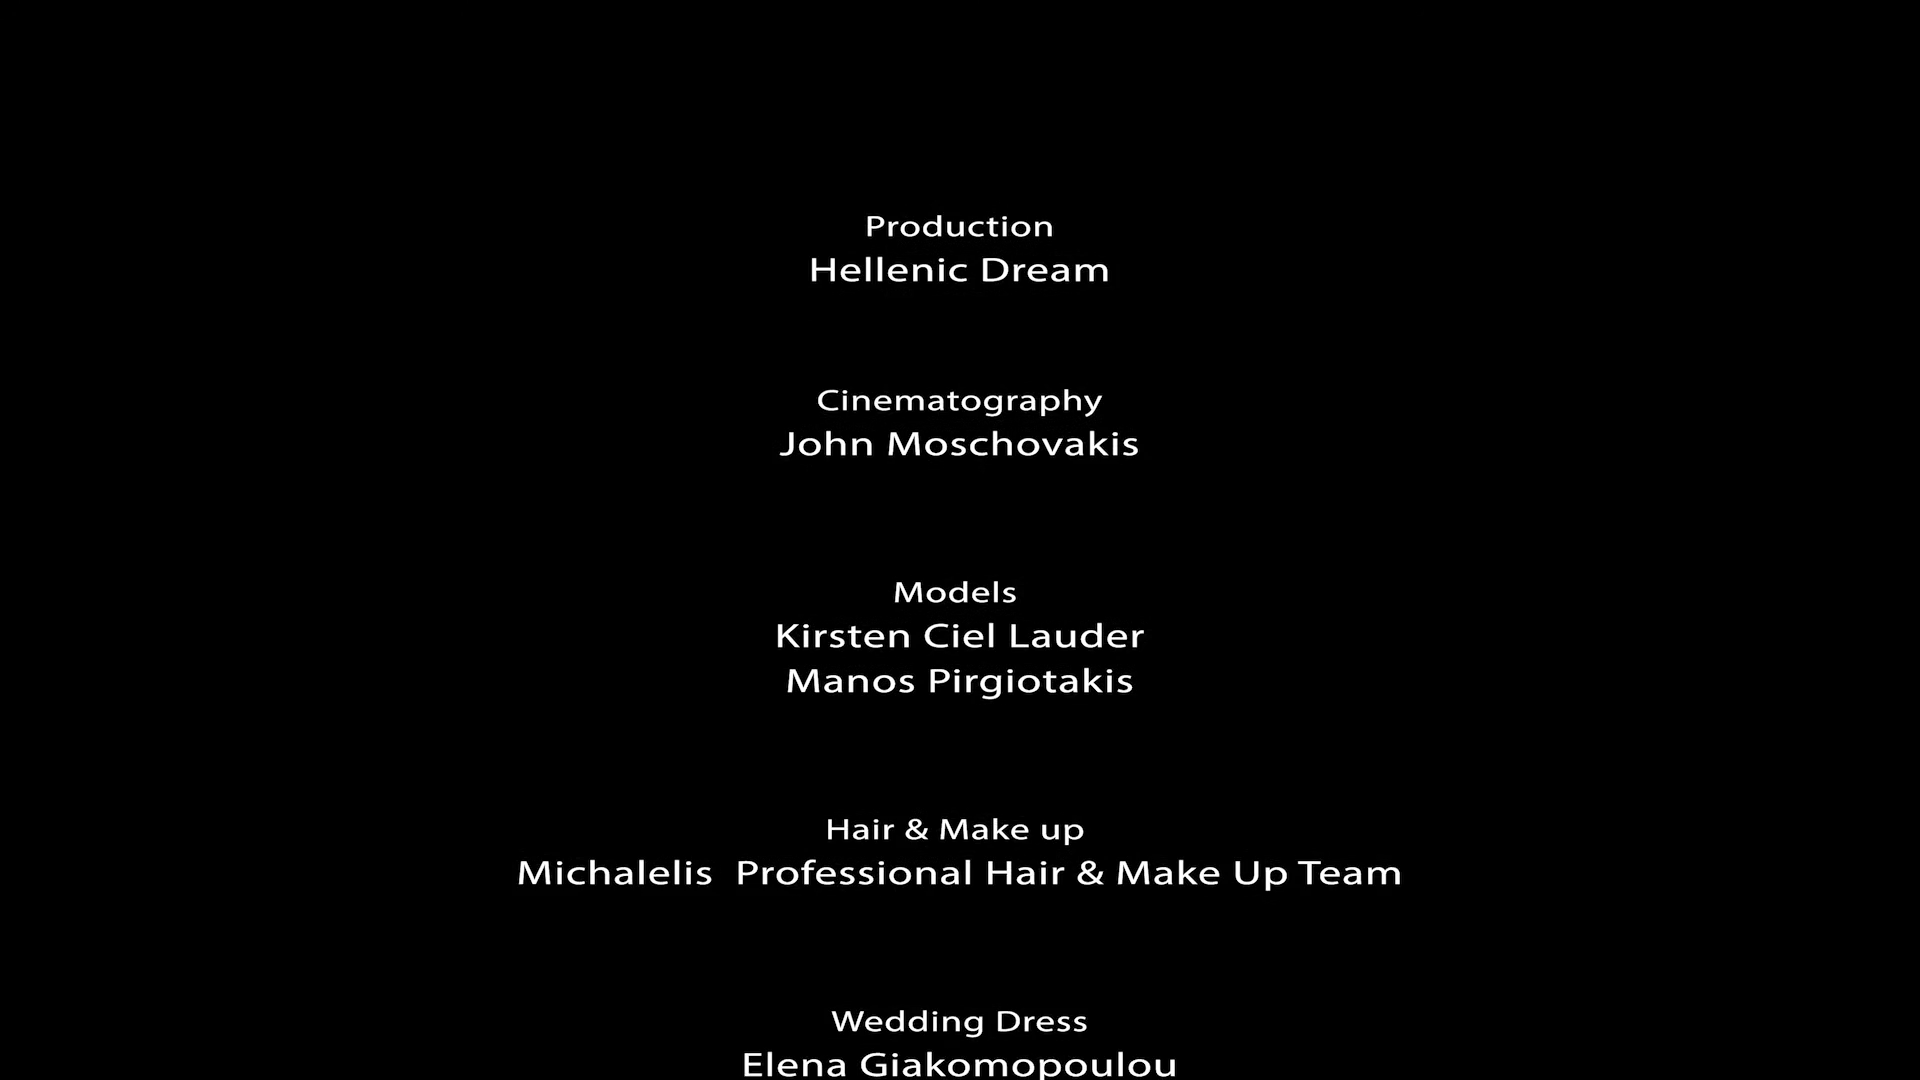 Production
Hellenic Dream
Cinematography
John Moschovakis
Models
Kirsten Ciel Lauder
Manos Pirgiotakis
Hair & Make up
Michalelis  Professional Hair & Make Up Team
Wedding Dress
Elena Giakomopoulou